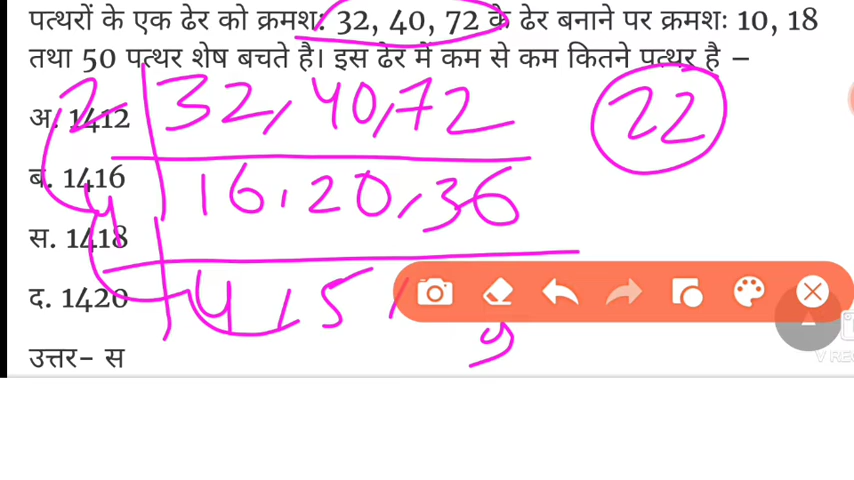 पत्थरों के एक ढेर को क्रमश: 32, 40, 72 के ढेर बनाने पर क्रमश: 10, 18
तथा 50 पत्थर शेष बचते है। इस ढेर में कम से कम कितने पत्थर है –
2 32, 40, 72 22
अ. 1412
4 16, 20, 36
ब. 1416
स. 1418
4, 5, 9
द. 1420
उत्तर– स
V RE